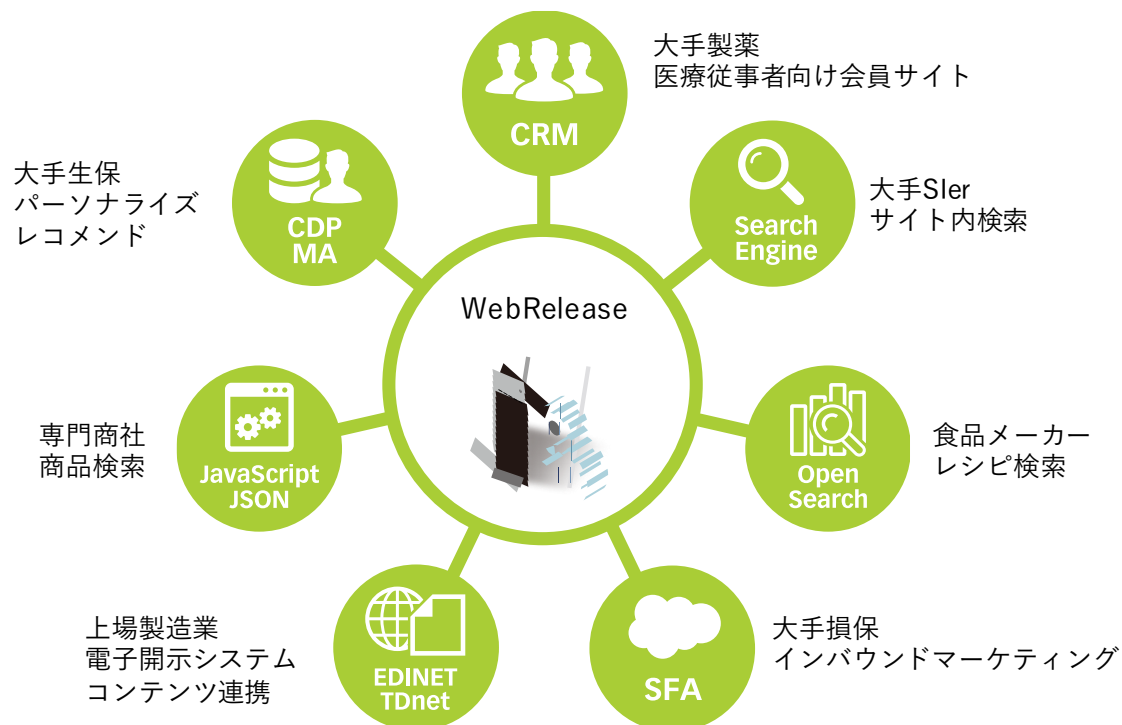 CRM
大手製薬
医療従事者向け会員サイト
Search
Engine
大手SIer
サイト内検索
Open
Search
食品メーカー
レシピ検索
SFA
大手損保
インバウンドマーケティング
EDINET
TDnet
上場製造業
電子開示システム
コンテンツ連携
JavaScript
JSON
専門商社
商品検索
CDP
MA
大手生保
パーソナライズ
レコメンド
WebRelease